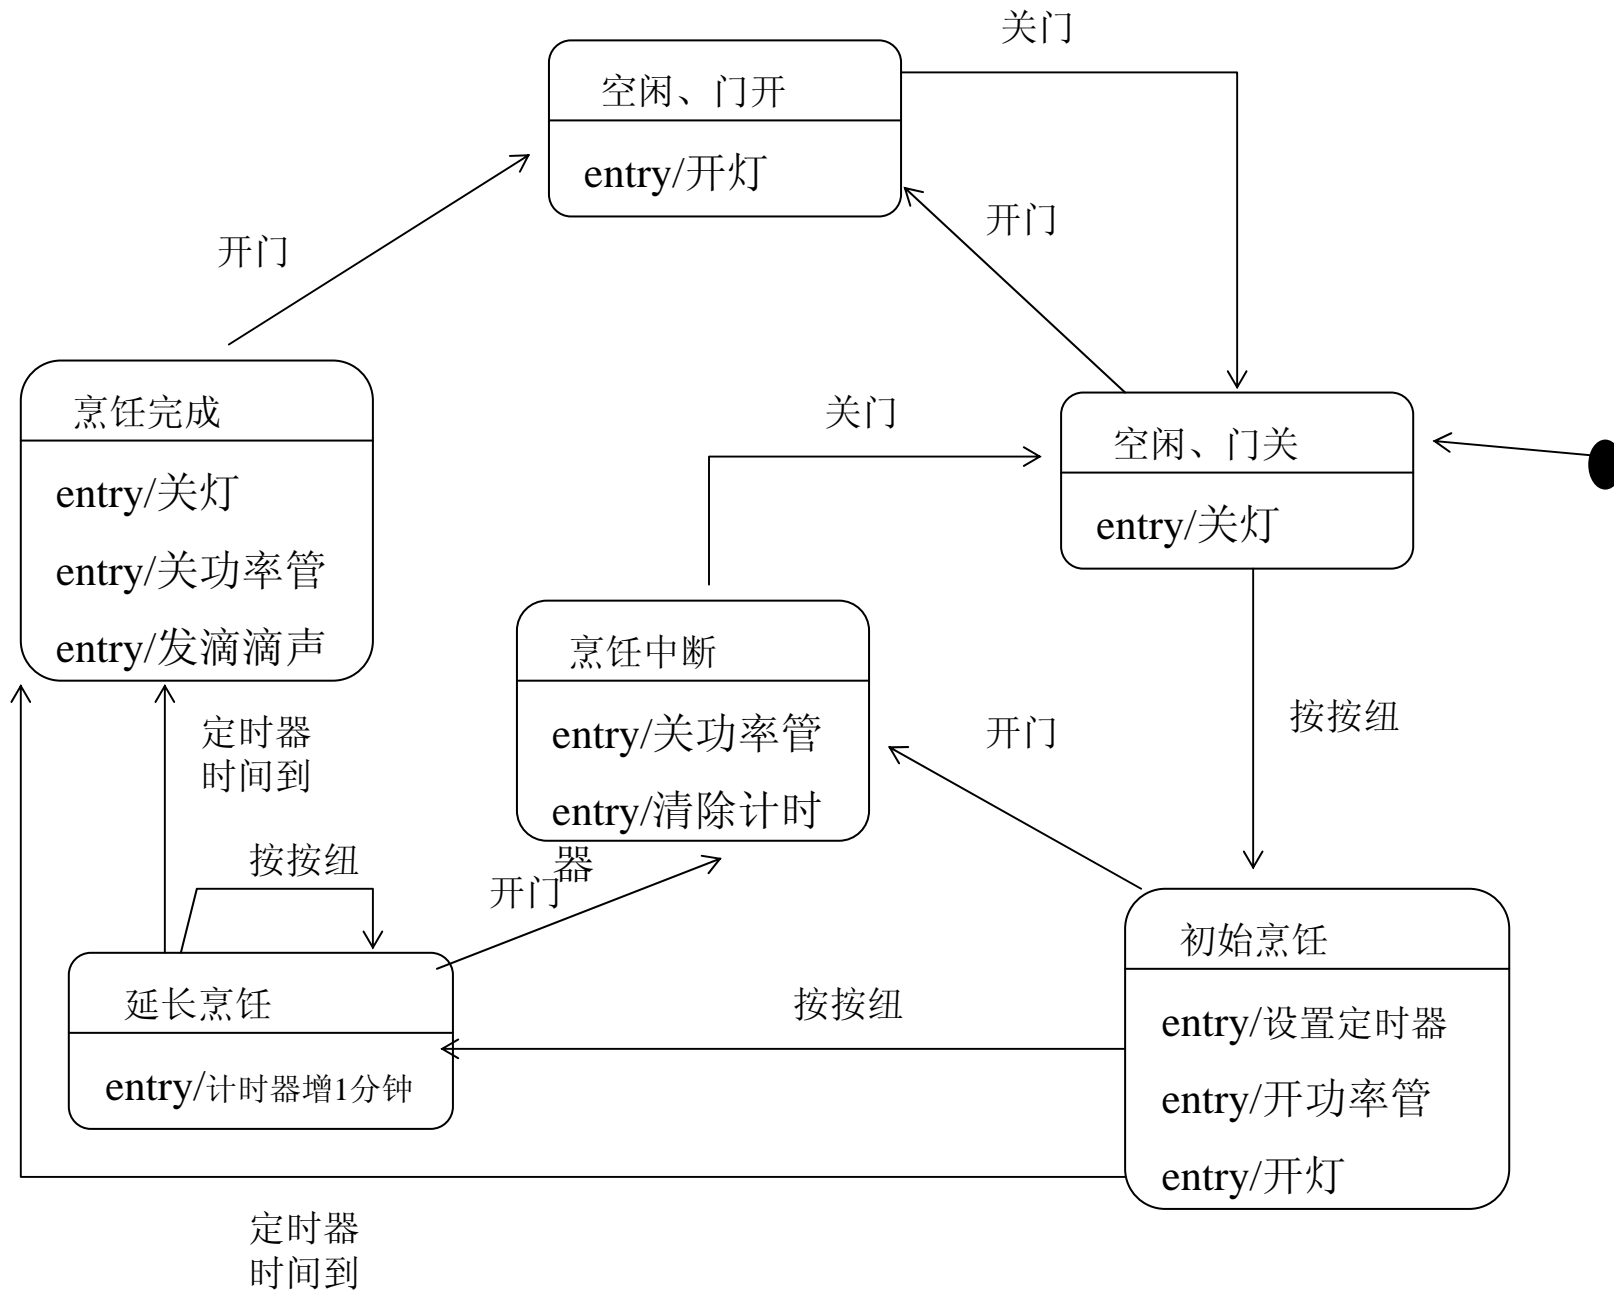 关门
空闲、门开
entry/开灯
开门
开门
烹饪完成
entry/关灯
entry/关功率管
entry/发滴滴声
关门
空闲、门关
entry/关灯
烹饪中断
entry/关功率管
entry/清除计时
器
开门
按按纽
定时器
时间到
按按纽
开门
延长烹饪
entry/计时器增1分钟
按按纽
初始烹饪
entry/设置定时器
entry/开功率管
entry/开灯
定时器
时间到